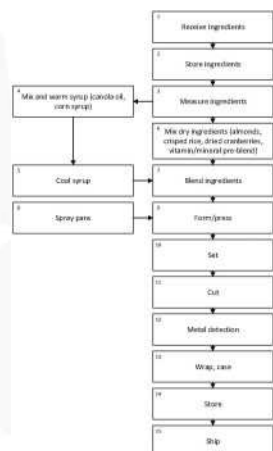 1
Receive ingredients
2
Store ingredients
4
Mix and warm syrup (canola oil,
corn syrup)
3
Measure ingredients
6
Mix dry ingredients (almonds,
crisped rice, dried cranberries,
vitamin/mineral pre-blend)
5
Cool syrup
7
Blend ingredients
8
Spray pans
9
Form/press
10
Set
11
Cut
12
Metal detection
13
Wrap, case
14
Store
15
Ship